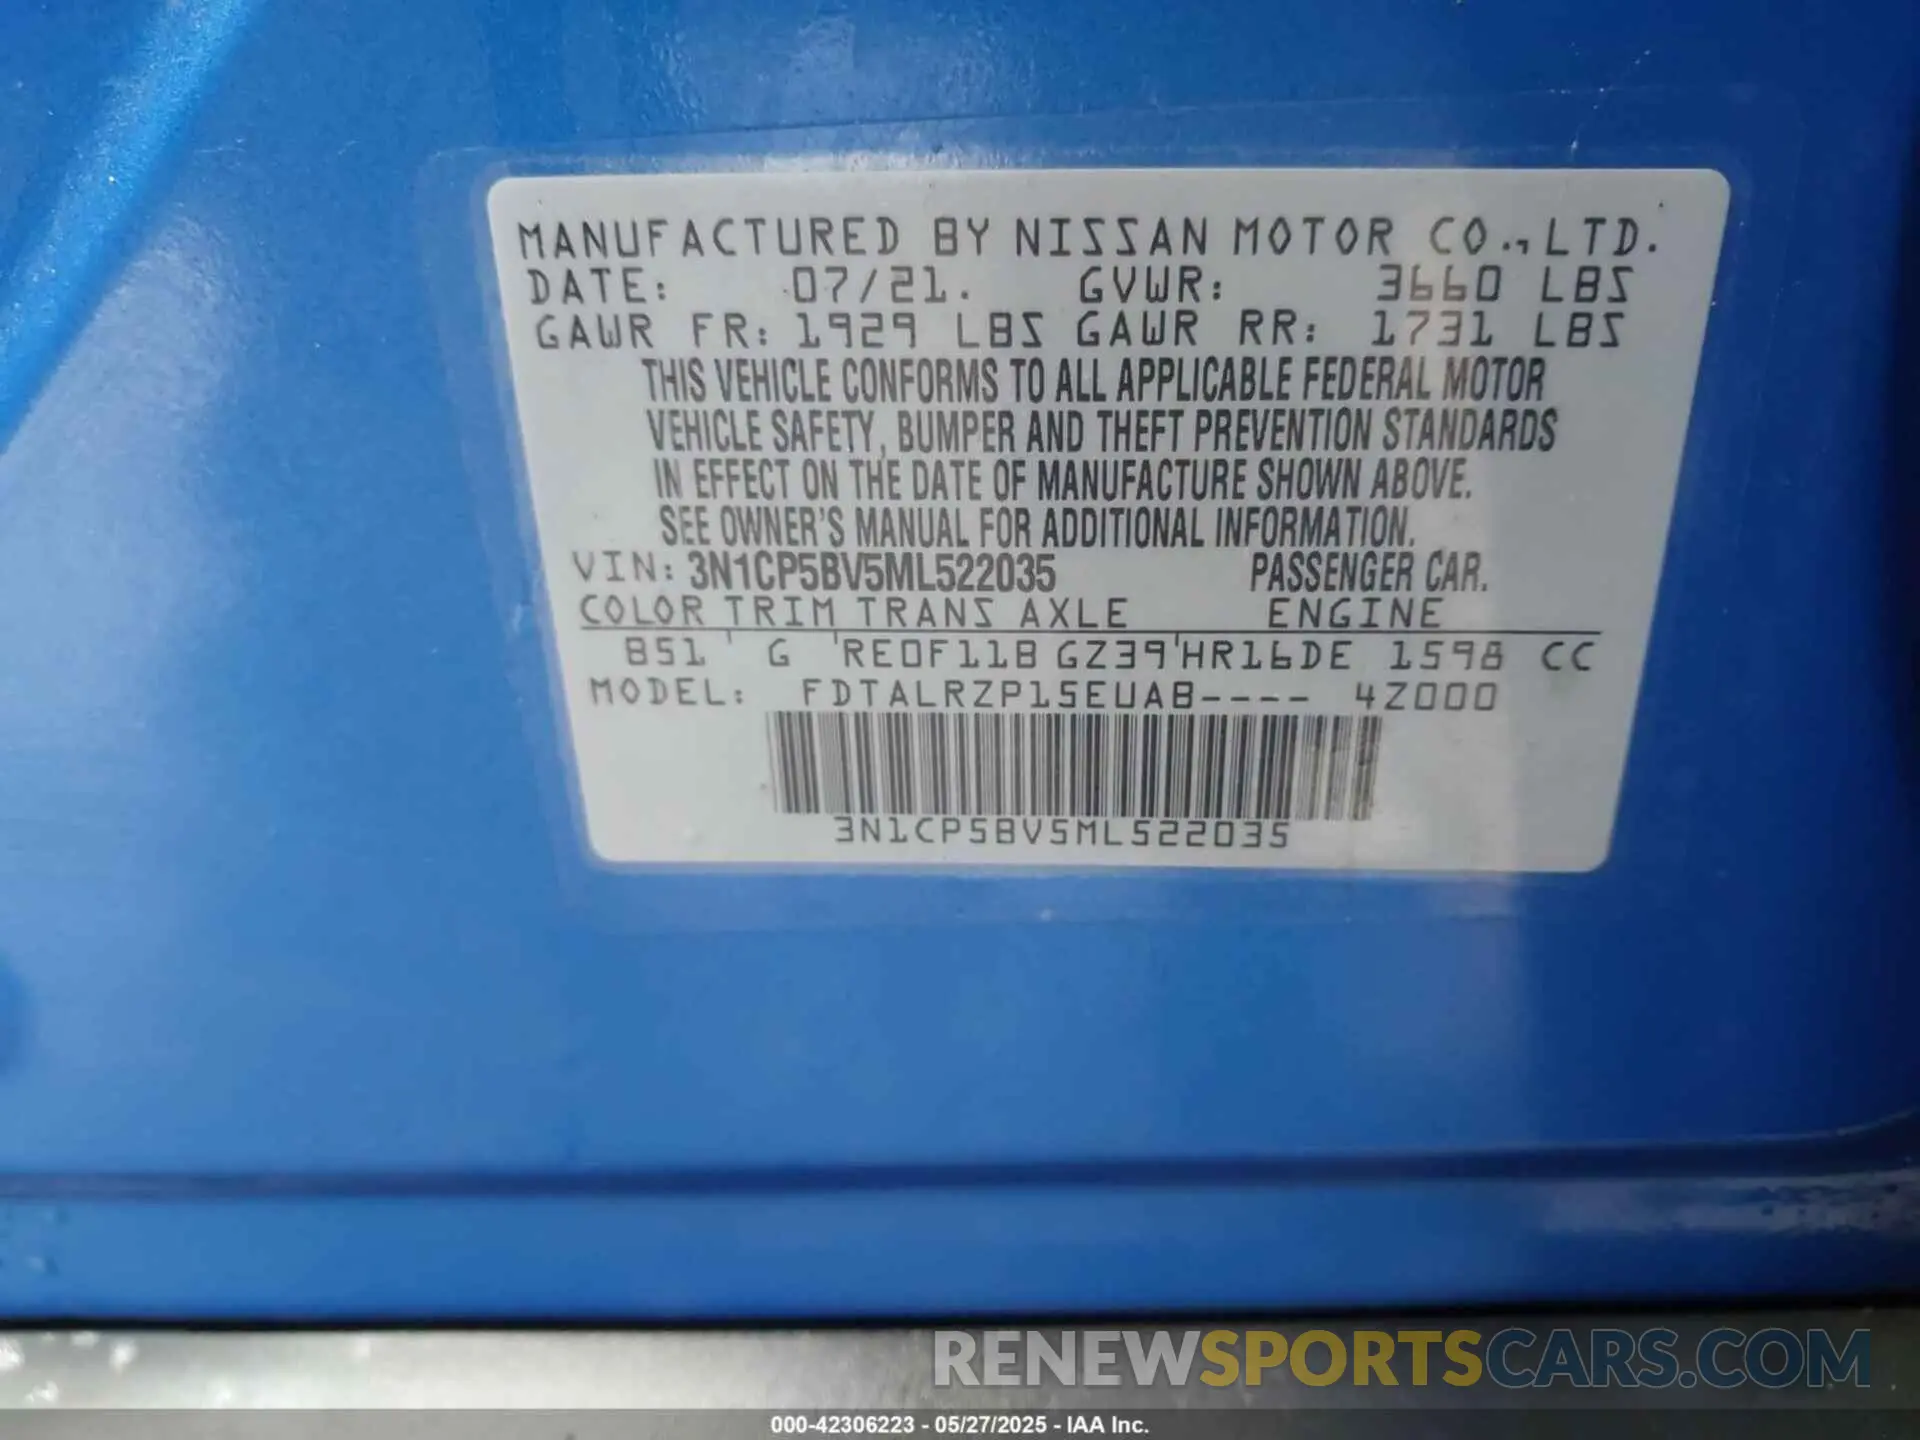 MANUFACTURED BY NISSAN MOTOR CO., LTD.
DATE: 07/21. GVWR: 3660 LBS
GAWR FR: 1929 LBS GAWR RR: 1731 LBS
THIS VEHICLE CONFORMS TO ALL APPLICABLE FEDERAL MOTOR
VEHICLE SAFETY, BUMPER AND THEFT PREVENTION STANDARDS
IN EFFECT ON THE DATE OF MANUFACTURE SHOWN ABOVE.
SEE OWNER'S MANUAL FOR ADDITIONAL INFORMATION.
VIN: 3N1CP5BV5ML522035 PASSENGER CAR.
COLOR TRIM TRANS AXLE ENGINE
B51 ' G ' RE0F11B GZ39 ' HR16DE 1598 CC
MODEL: FDTALRZP15EUAB---- 4Z000
3N1CP5BV5ML522035
RENEWSPORTSCARS.COM
000-42306223 - 05/27/2025 - IAA Inc.